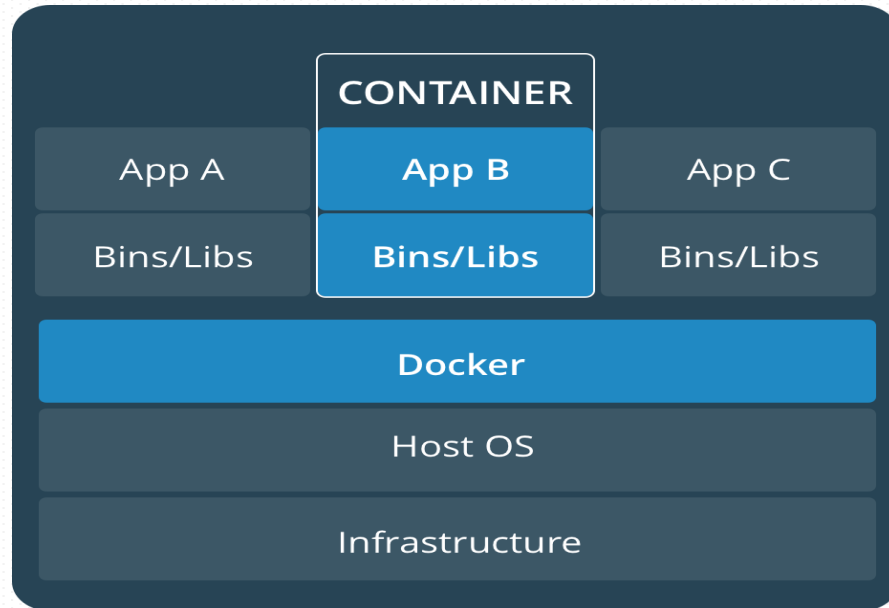 CONTAINER
App A App B App C
Bins/Libs Bins/Libs Bins/Libs
Docker
Host OS
Infrastructure